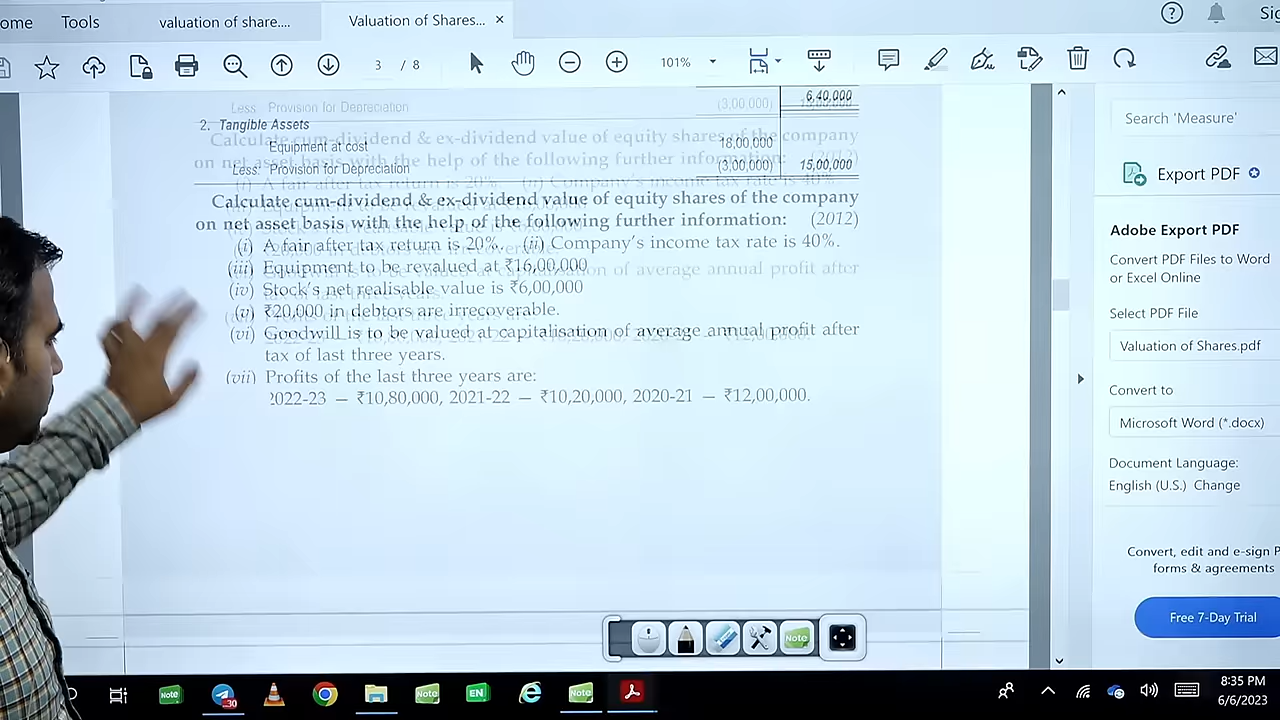 ome Tools valuation of share.... Valuation of Shares... ×
3 / 8 101%
6,40,000
Less: Provision for Depreciation (3,00,000)
2. Tangible Assets
Equipment at cost 18,00,000
Less: Provision for Depreciation (3,00,000) 15,00,000
Calculate cum-dividend & ex-dividend value of equity shares of the company
on net asset basis with the help of the following further information: (2012)
(i) A fair after tax return is 20%. (ii) Company's income tax rate is 40%.
(iii) Equipment to be revalued at ₹16,00,000
(iv) Stock's net realisable value is ₹6,00,000
(v) ₹20,000 in debtors are irrecoverable.
(vi) Goodwill is to be valued at capitalisation of average annual profit after
tax of last three years.
(vii) Profits of the last three years are:
2022-23 – ₹10,80,000, 2021-22 – ₹10,20,000, 2020-21 – ₹12,00,000.
Search 'Measure'
Export PDF
Adobe Export PDF
Convert PDF Files to Word
or Excel Online
Select PDF File
Valuation of Shares.pdf
Convert to
Microsoft Word (*.docx)
Document Language:
English (U.S.) Change
Convert, edit and e-sign P
forms & agreements
Free 7-Day Trial
Note
Note 30 Note EN Note
8:35 PM
6/6/2023